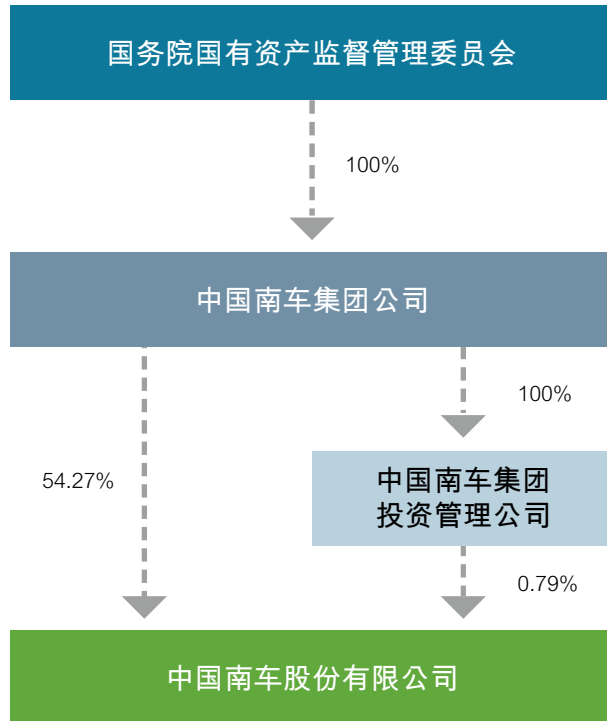 国务院国有资产监督管理委员会
100%
中国南车集团公司
100%
54.27%
中国南车集团
投资管理公司
0.79%
中国南车股份有限公司